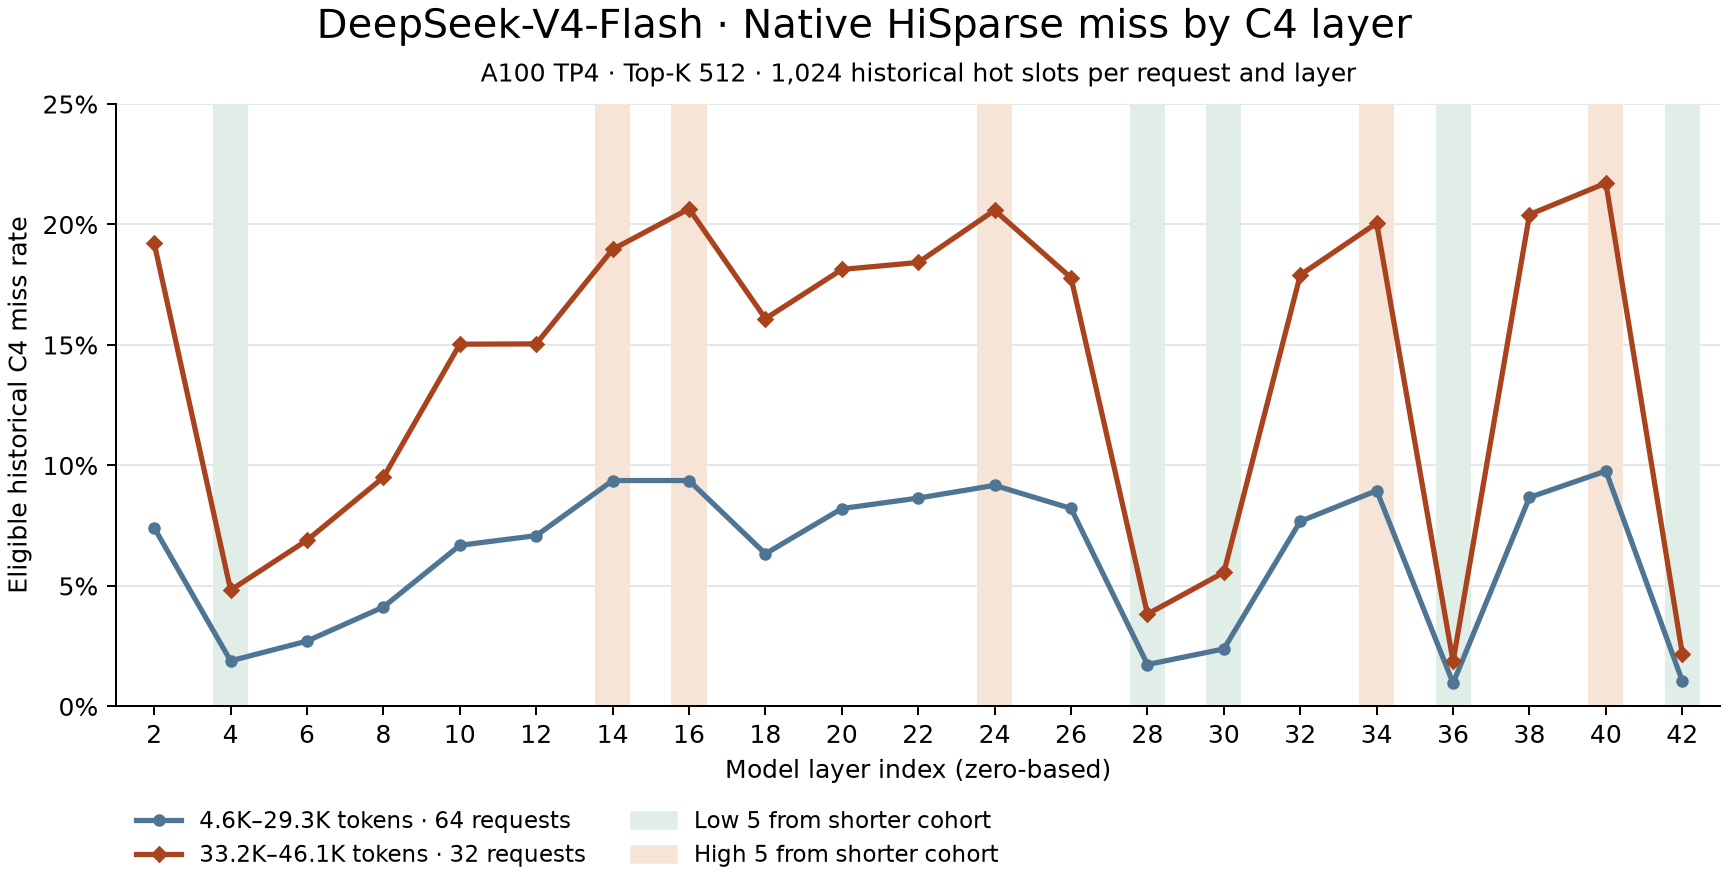 DeepSeek-V4-Flash · Native HiSparse miss by C4 layer
A100 TP4 · Top-K 512 · 1,024 historical hot slots per request and layer
Eligible historical C4 miss rate
25%
20%
15%
10%
5%
0%
2 4 6 8 10 12 14 16 18 20 22 24 26 28 30 32 34 36 38 40 42
Model layer index (zero-based)
4.6K–29.3K tokens · 64 requests
33.2K–46.1K tokens · 32 requests
Low 5 from shorter cohort
High 5 from shorter cohort